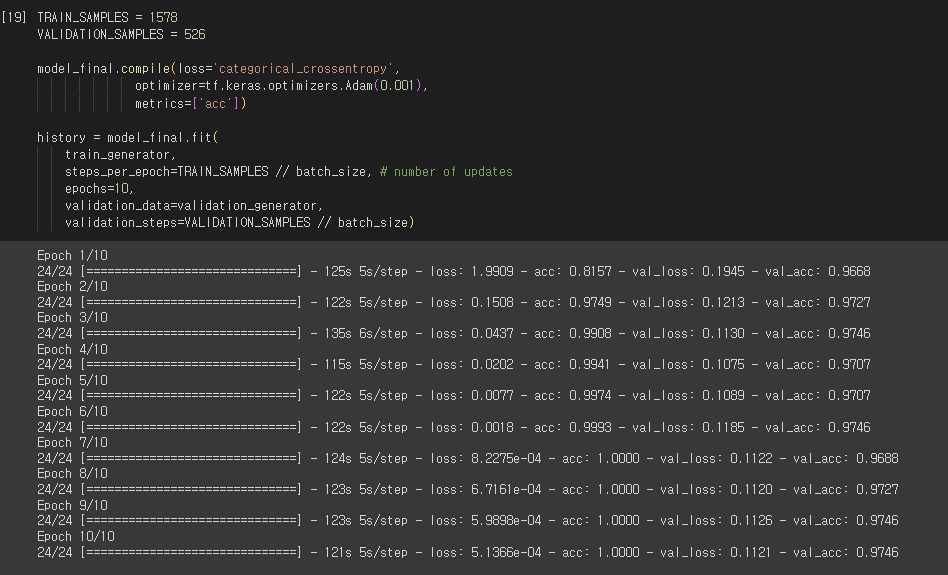 [19] TRAIN_SAMPLES = 1578
VALIDATION_SAMPLES = 526
model_final.compile(loss='categorical_crossentropy',
optimizer=tf.keras.optimizers.Adam(0.001),
metrics=['acc'])
history = model_final.fit(
train_generator,
steps_per_epoch=TRAIN_SAMPLES // batch_size, # number of updates
epochs=10,
validation_data=validation_generator,
validation_steps=VALIDATION_SAMPLES // batch_size)
Epoch 1/10
24/24 [==============================] - 125s 5s/step - loss: 1.9909 - acc: 0.8157 - val_loss: 0.1945 - val_acc: 0.9668
Epoch 2/10
24/24 [==============================] - 122s 5s/step - loss: 0.1508 - acc: 0.9749 - val_loss: 0.1213 - val_acc: 0.9727
Epoch 3/10
24/24 [==============================] - 135s 6s/step - loss: 0.0437 - acc: 0.9908 - val_loss: 0.1130 - val_acc: 0.9746
Epoch 4/10
24/24 [==============================] - 115s 5s/step - loss: 0.0202 - acc: 0.9941 - val_loss: 0.1075 - val_acc: 0.9707
Epoch 5/10
24/24 [==============================] - 122s 5s/step - loss: 0.0077 - acc: 0.9974 - val_loss: 0.1089 - val_acc: 0.9707
Epoch 6/10
24/24 [==============================] - 122s 5s/step - loss: 0.0018 - acc: 0.9993 - val_loss: 0.1185 - val_acc: 0.9746
Epoch 7/10
24/24 [==============================] - 124s 5s/step - loss: 8.2275e-04 - acc: 1.0000 - val_loss: 0.1122 - val_acc: 0.9688
Epoch 8/10
24/24 [==============================] - 123s 5s/step - loss: 6.7161e-04 - acc: 1.0000 - val_loss: 0.1120 - val_acc: 0.9727
Epoch 9/10
24/24 [==============================] - 123s 5s/step - loss: 5.9898e-04 - acc: 1.0000 - val_loss: 0.1126 - val_acc: 0.9746
Epoch 10/10
24/24 [==============================] - 121s 5s/step - loss: 5.1366e-04 - acc: 1.0000 - val_loss: 0.1121 - val_acc: 0.9746